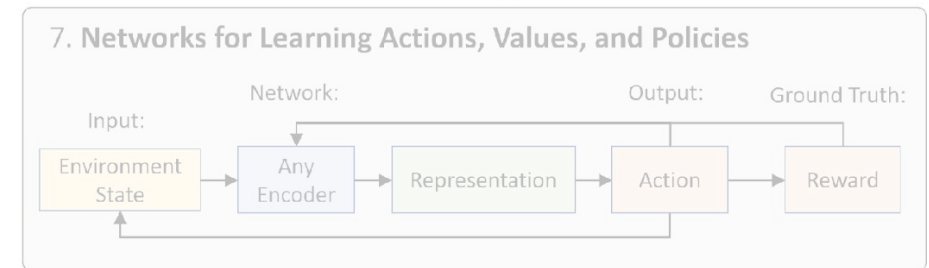 7. Networks for Learning Actions, Values, and Policies
Network:
Output:
Ground Truth:
Input:
Environment
State
Any
Encoder
Representation
Action
Reward